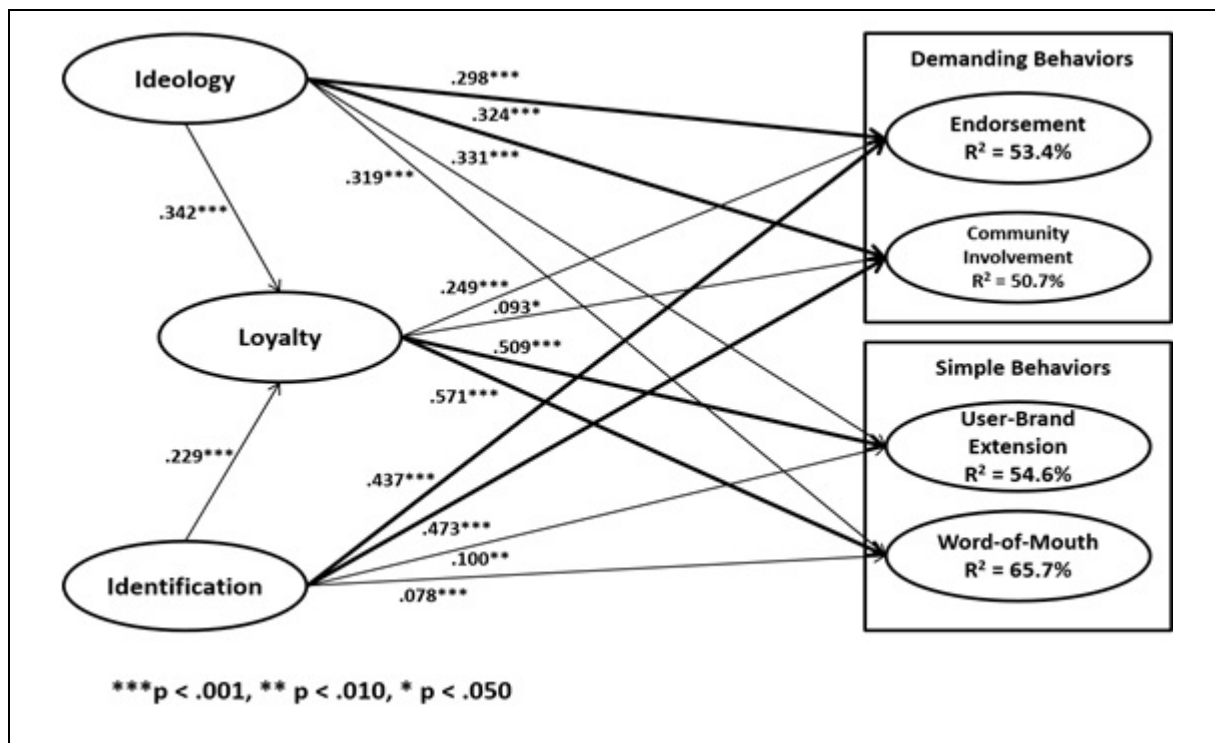 Ideology
.298***
.324***
.331***
.319***
.342***
Loyalty
.249***
.093*
.509***
.571***
.229***
Identification
.437***
.473***
.100**
.078***
Demanding Behaviors
Endorsement
R² = 53.4%
Community
Involvement
R² = 50.7%
Simple Behaviors
User-Brand
Extension
R² = 54.6%
Word-of-Mouth
R² = 65.7%
***p < .001, ** p < .010, * p < .050